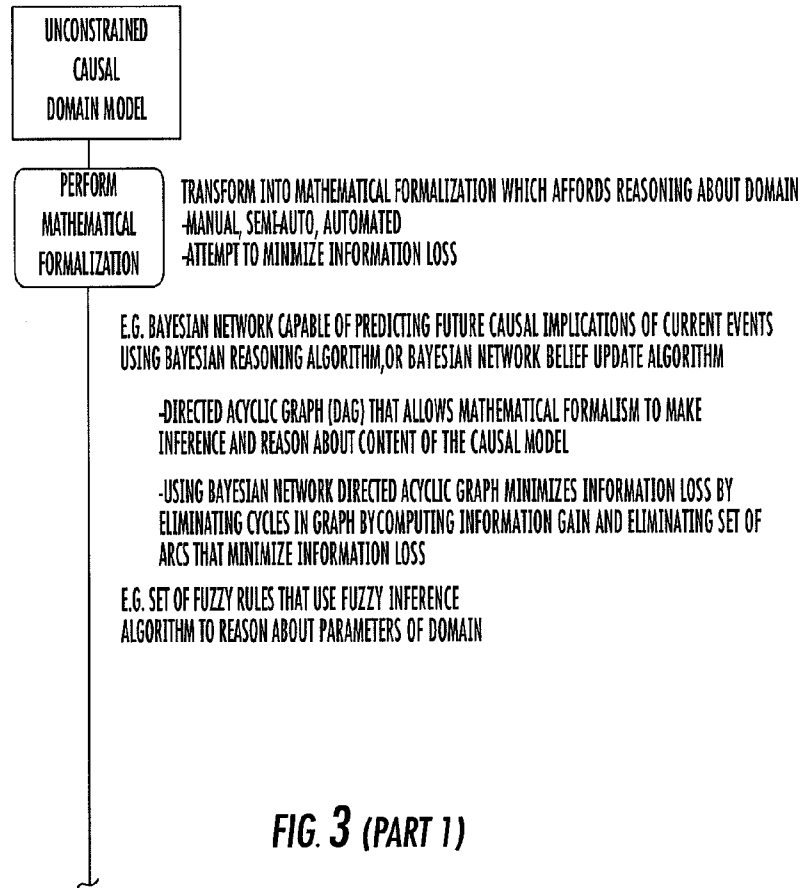 UNCONSTRAINED
CAUSAL
DOMAIN MODEL
PERFORM
MATHEMATICAL
FORMALIZATION
TRANSFORM INTO MATHEMATICAL FORMALIZATION WHICH AFFORDS REASONING ABOUT DOMAIN
-MANUAL, SEMI-AUTO, AUTOMATED
-ATTEMPT TO MINIMIZE INFORMATION LOSS
E.G. BAYESIAN NETWORK CAPABLE OF PREDICTING FUTURE CAUSAL IMPLICATIONS OF CURRENT EVENTS
USING BAYESIAN REASONING ALGORITHM, OR BAYESIAN NETWORK BELIEF UPDATE ALGORITHM
-DIRECTED ACYCLIC GRAPH (DAG) THAT ALLOWS MATHEMATICAL FORMALISM TO MAKE
INFERENCE AND REASON ABOUT CONTENT OF THE CAUSAL MODEL
-USING BAYESIAN NETWORK DIRECTED ACYCLIC GRAPH MINIMIZES INFORMATION LOSS BY
ELIMINATING CYCLES IN GRAPH BY COMPUTING INFORMATION GAIN AND ELIMINATING SET OF
ARCS THAT MINIMIZE INFORMATION LOSS
E.G. SET OF FUZZY RULES THAT USE FUZZY INFERENCE
ALGORITHM TO REASON ABOUT PARAMETERS OF DOMAIN
FIG. 3 (PART 1)